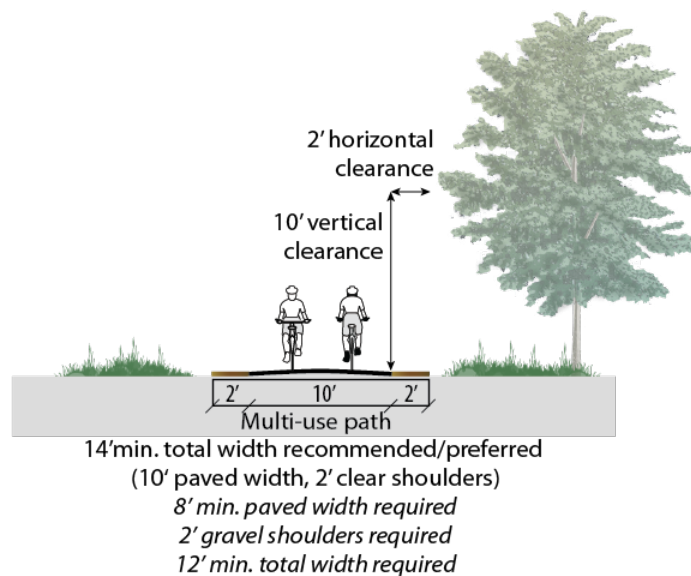 2’ horizontal
clearance
10’ vertical
clearance
2’ 10’ 2’
Multi-use path
14’min. total width recommended/preferred
(10‘ paved width, 2’ clear shoulders)
8’ min. paved width required
2’ gravel shoulders required
12’ min. total width required